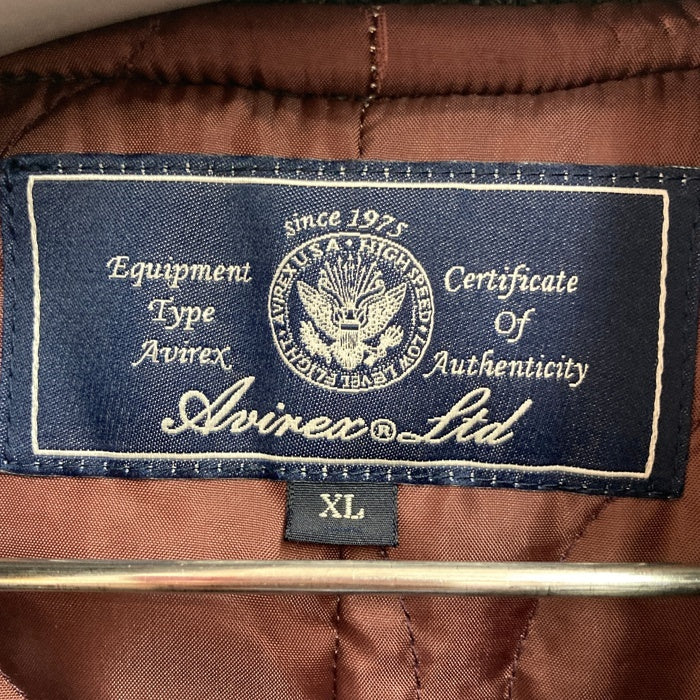 since 1975
AVIREX U.S.A • HIGH SPEED • LOW LEVEL FLIGHT
Equipment
Type
Avirex
Certificate
Of
Authenticity
Avirex® Ltd
XL